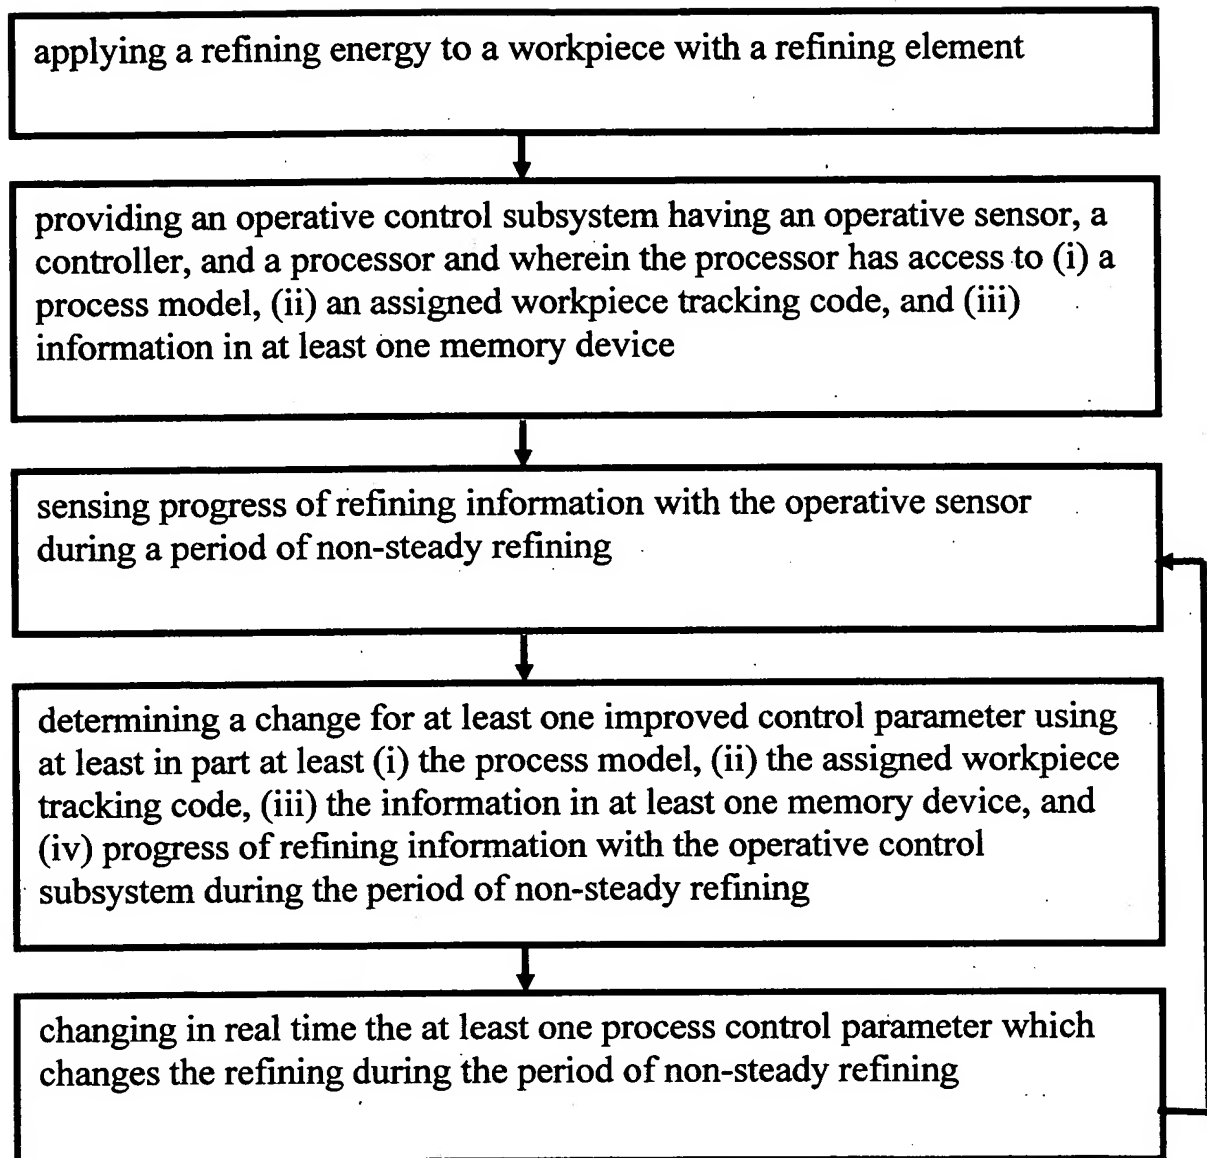 applying a refining energy to a workpiece with a refining element
providing an operative control subsystem having an operative sensor, a
controller, and a processor and wherein the processor has access to (i) a
process model, (ii) an assigned workpiece tracking code, and (iii)
information in at least one memory device
sensing progress of refining information with the operative sensor
during a period of non-steady refining
determining a change for at least one improved control parameter using
at least in part at least (i) the process model, (ii) the assigned workpiece
tracking code, (iii) the information in at least one memory device, and
(iv) progress of refining information with the operative control
subsystem during the period of non-steady refining
changing in real time the at least one process control parameter which
changes the refining during the period of non-steady refining